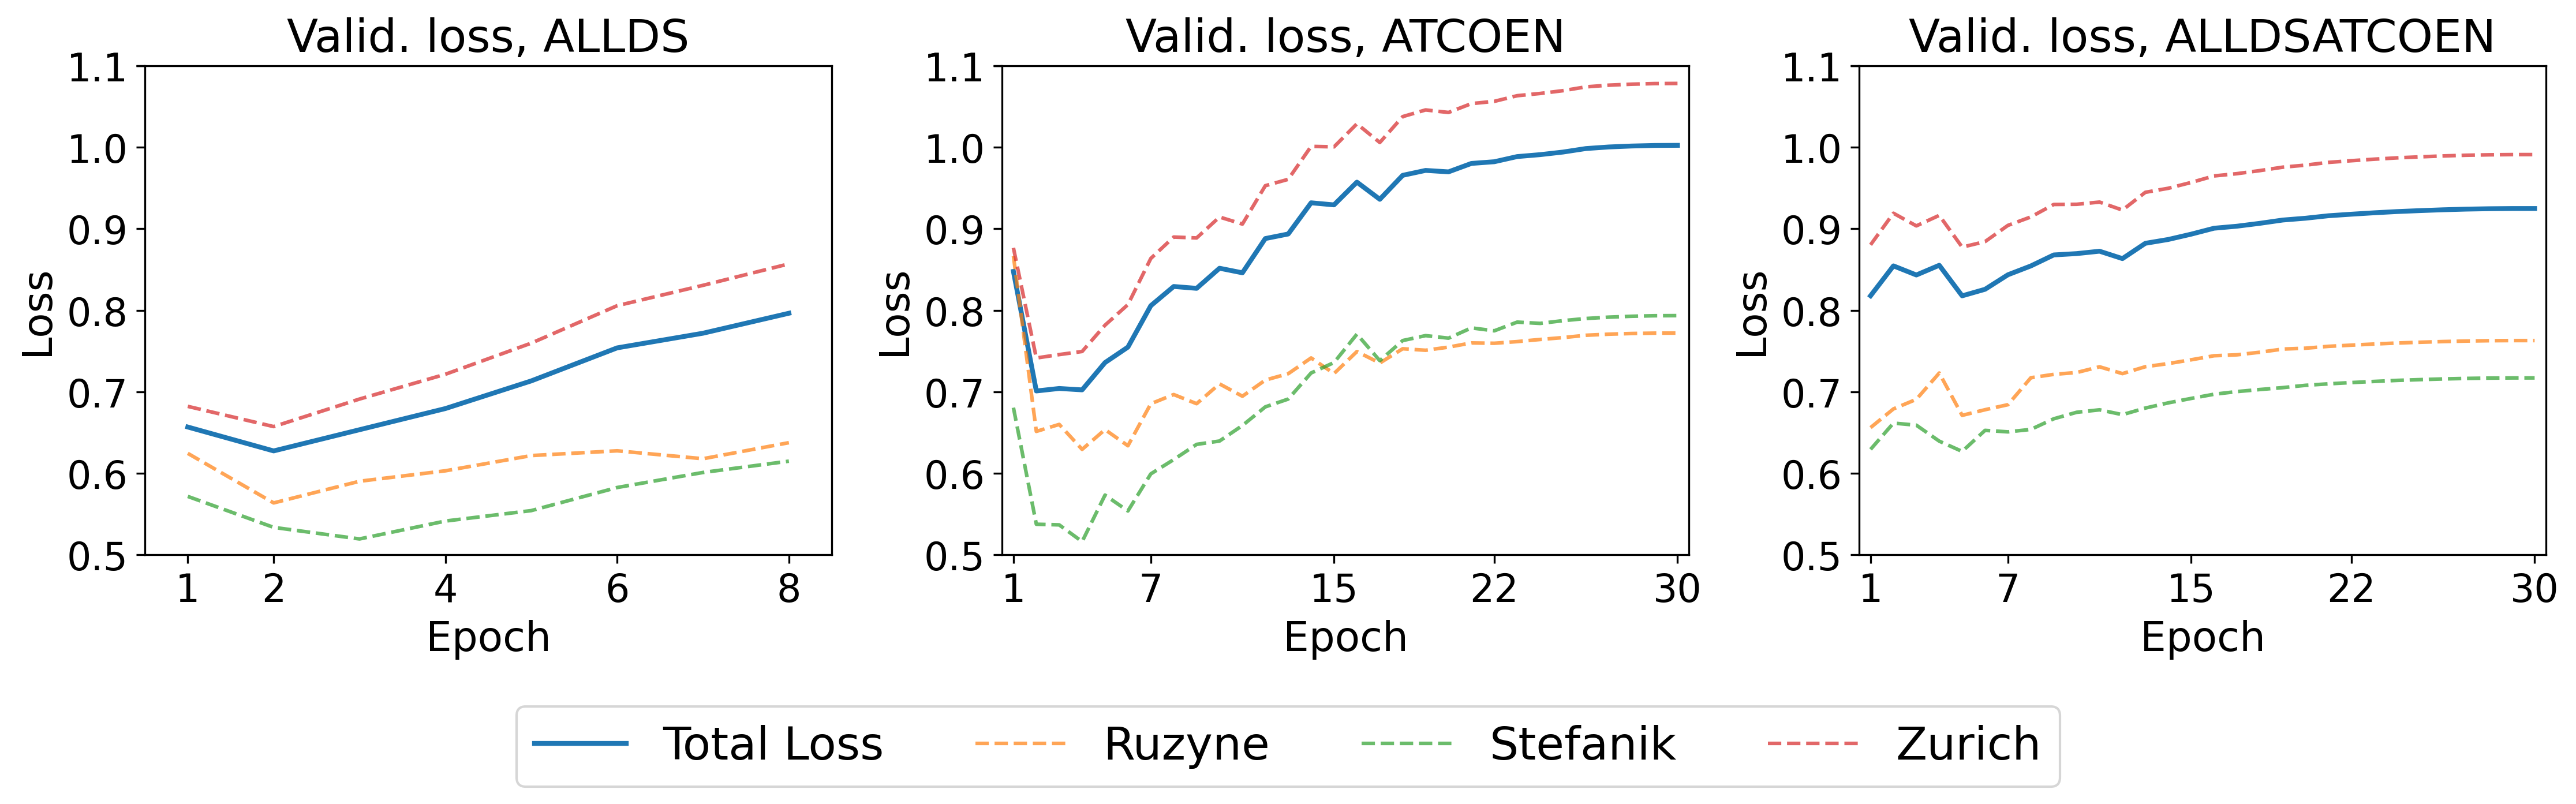 Valid. loss, ALLDS
1.1
1.0
0.9
0.8
0.7
0.6
0.5
Loss
1 2 4 6 8
Epoch
Valid. loss, ATCOEN
1.1
1.0
0.9
0.8
0.7
0.6
0.5
Loss
1 7 15 22 30
Epoch
Valid. loss, ALLDSATCOEN
1.1
1.0
0.9
0.8
0.7
0.6
0.5
Loss
1 7 15 22 30
Epoch
Total Loss Ruzyne Stefanik Zurich